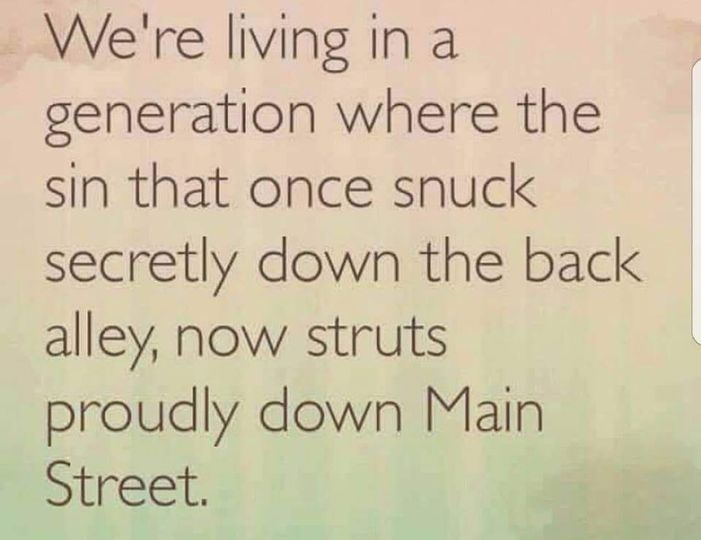 We're living in a
generation where the
sin that once snuck
secretly down the back
alley, now struts
proudly down Main
Street.